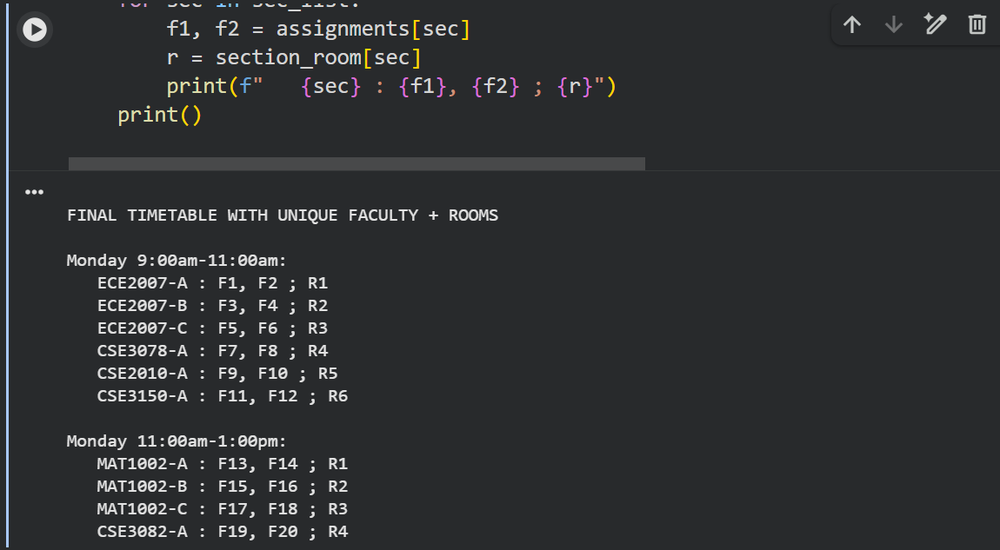 for sec in sec_list:
f1, f2 = assignments[sec]
r = section_room[sec]
print(f"   {sec} : {f1}, {f2} ; {r}")
print()
FINAL TIMETABLE WITH UNIQUE FACULTY + ROOMS
Monday 9:00am-11:00am:
ECE2007-A : F1, F2 ; R1
ECE2007-B : F3, F4 ; R2
ECE2007-C : F5, F6 ; R3
CSE3078-A : F7, F8 ; R4
CSE2010-A : F9, F10 ; R5
CSE3150-A : F11, F12 ; R6
Monday 11:00am-1:00pm:
MAT1002-A : F13, F14 ; R1
MAT1002-B : F15, F16 ; R2
MAT1002-C : F17, F18 ; R3
CSE3082-A : F19, F20 ; R4